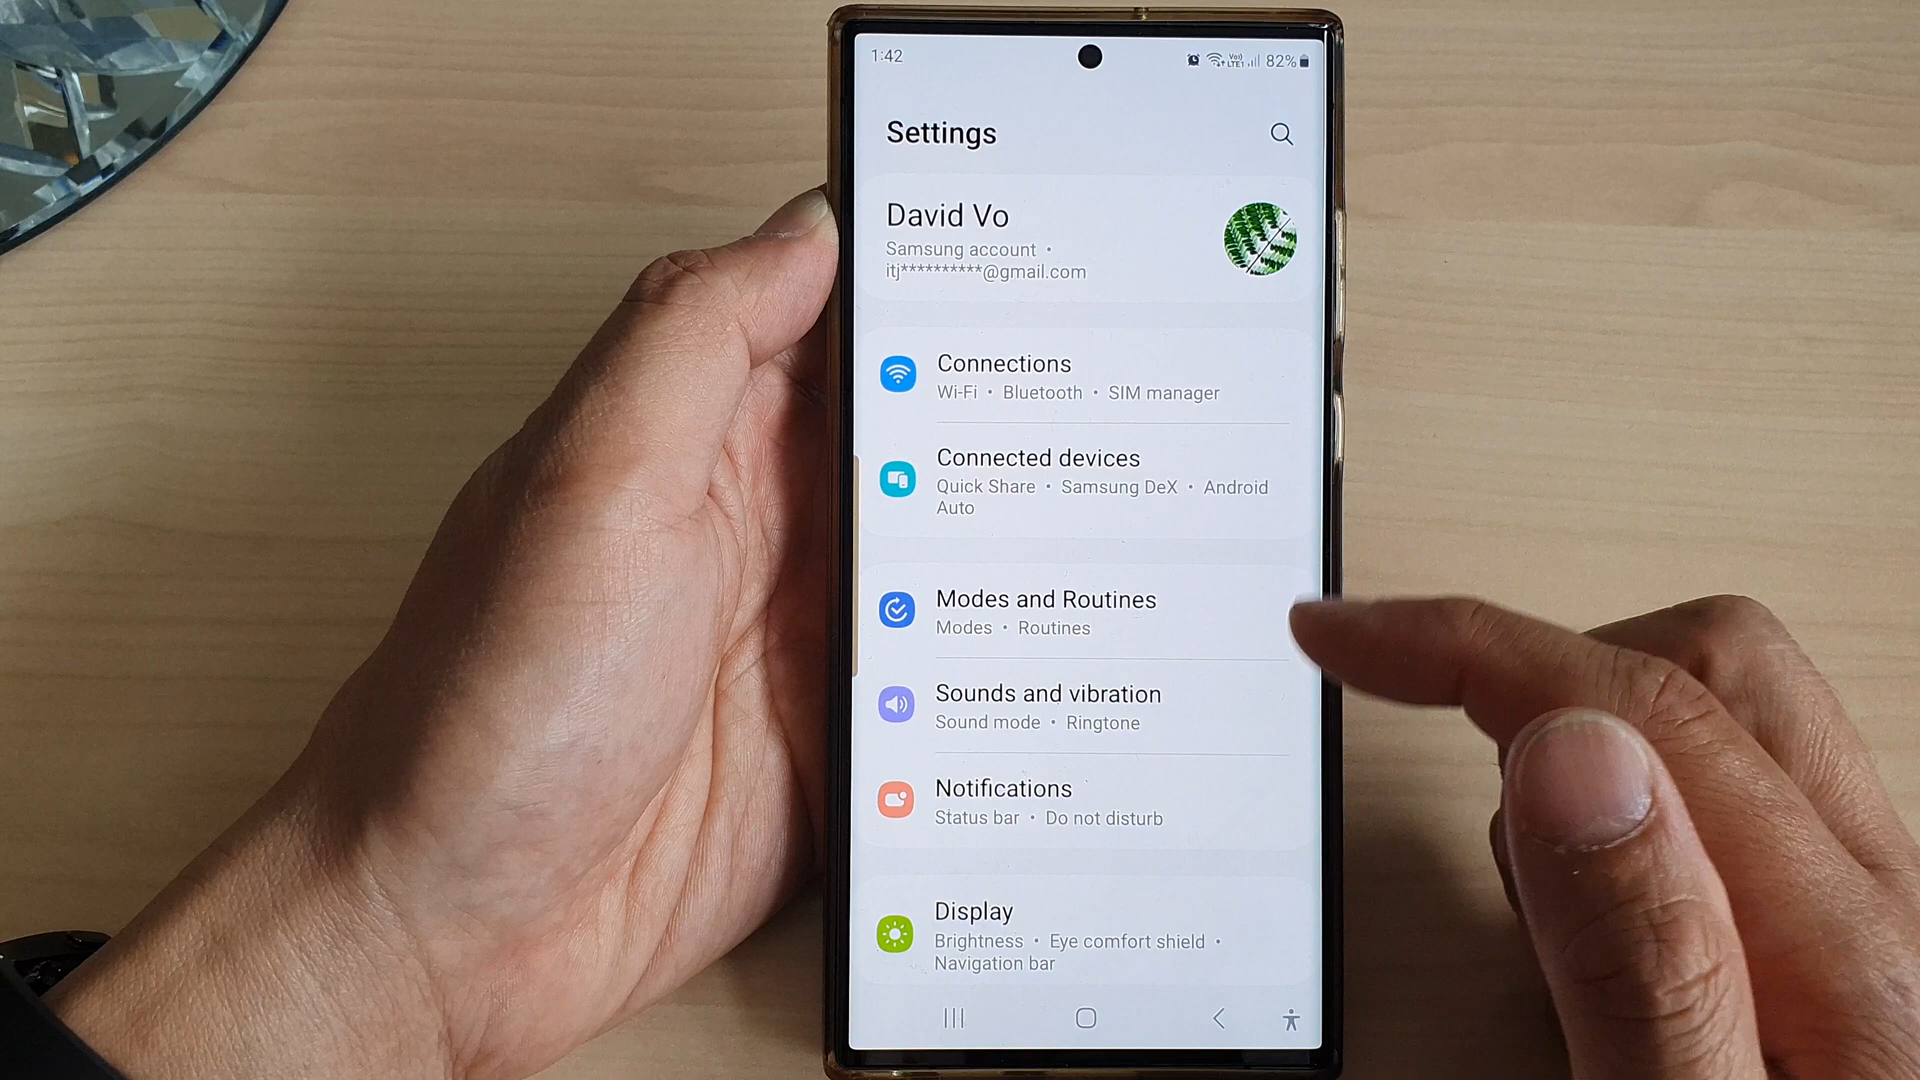 1:42
Vo) LTE1 82%
Settings
David Vo
Samsung account •
itj**********@gmail.com
Connections
Wi-Fi • Bluetooth • SIM manager
Connected devices
Quick Share • Samsung DeX • Android
Auto
Modes and Routines
Modes • Routines
Sounds and vibration
Sound mode • Ringtone
Notifications
Status bar • Do not disturb
Display
Brightness • Eye comfort shield •
Navigation bar